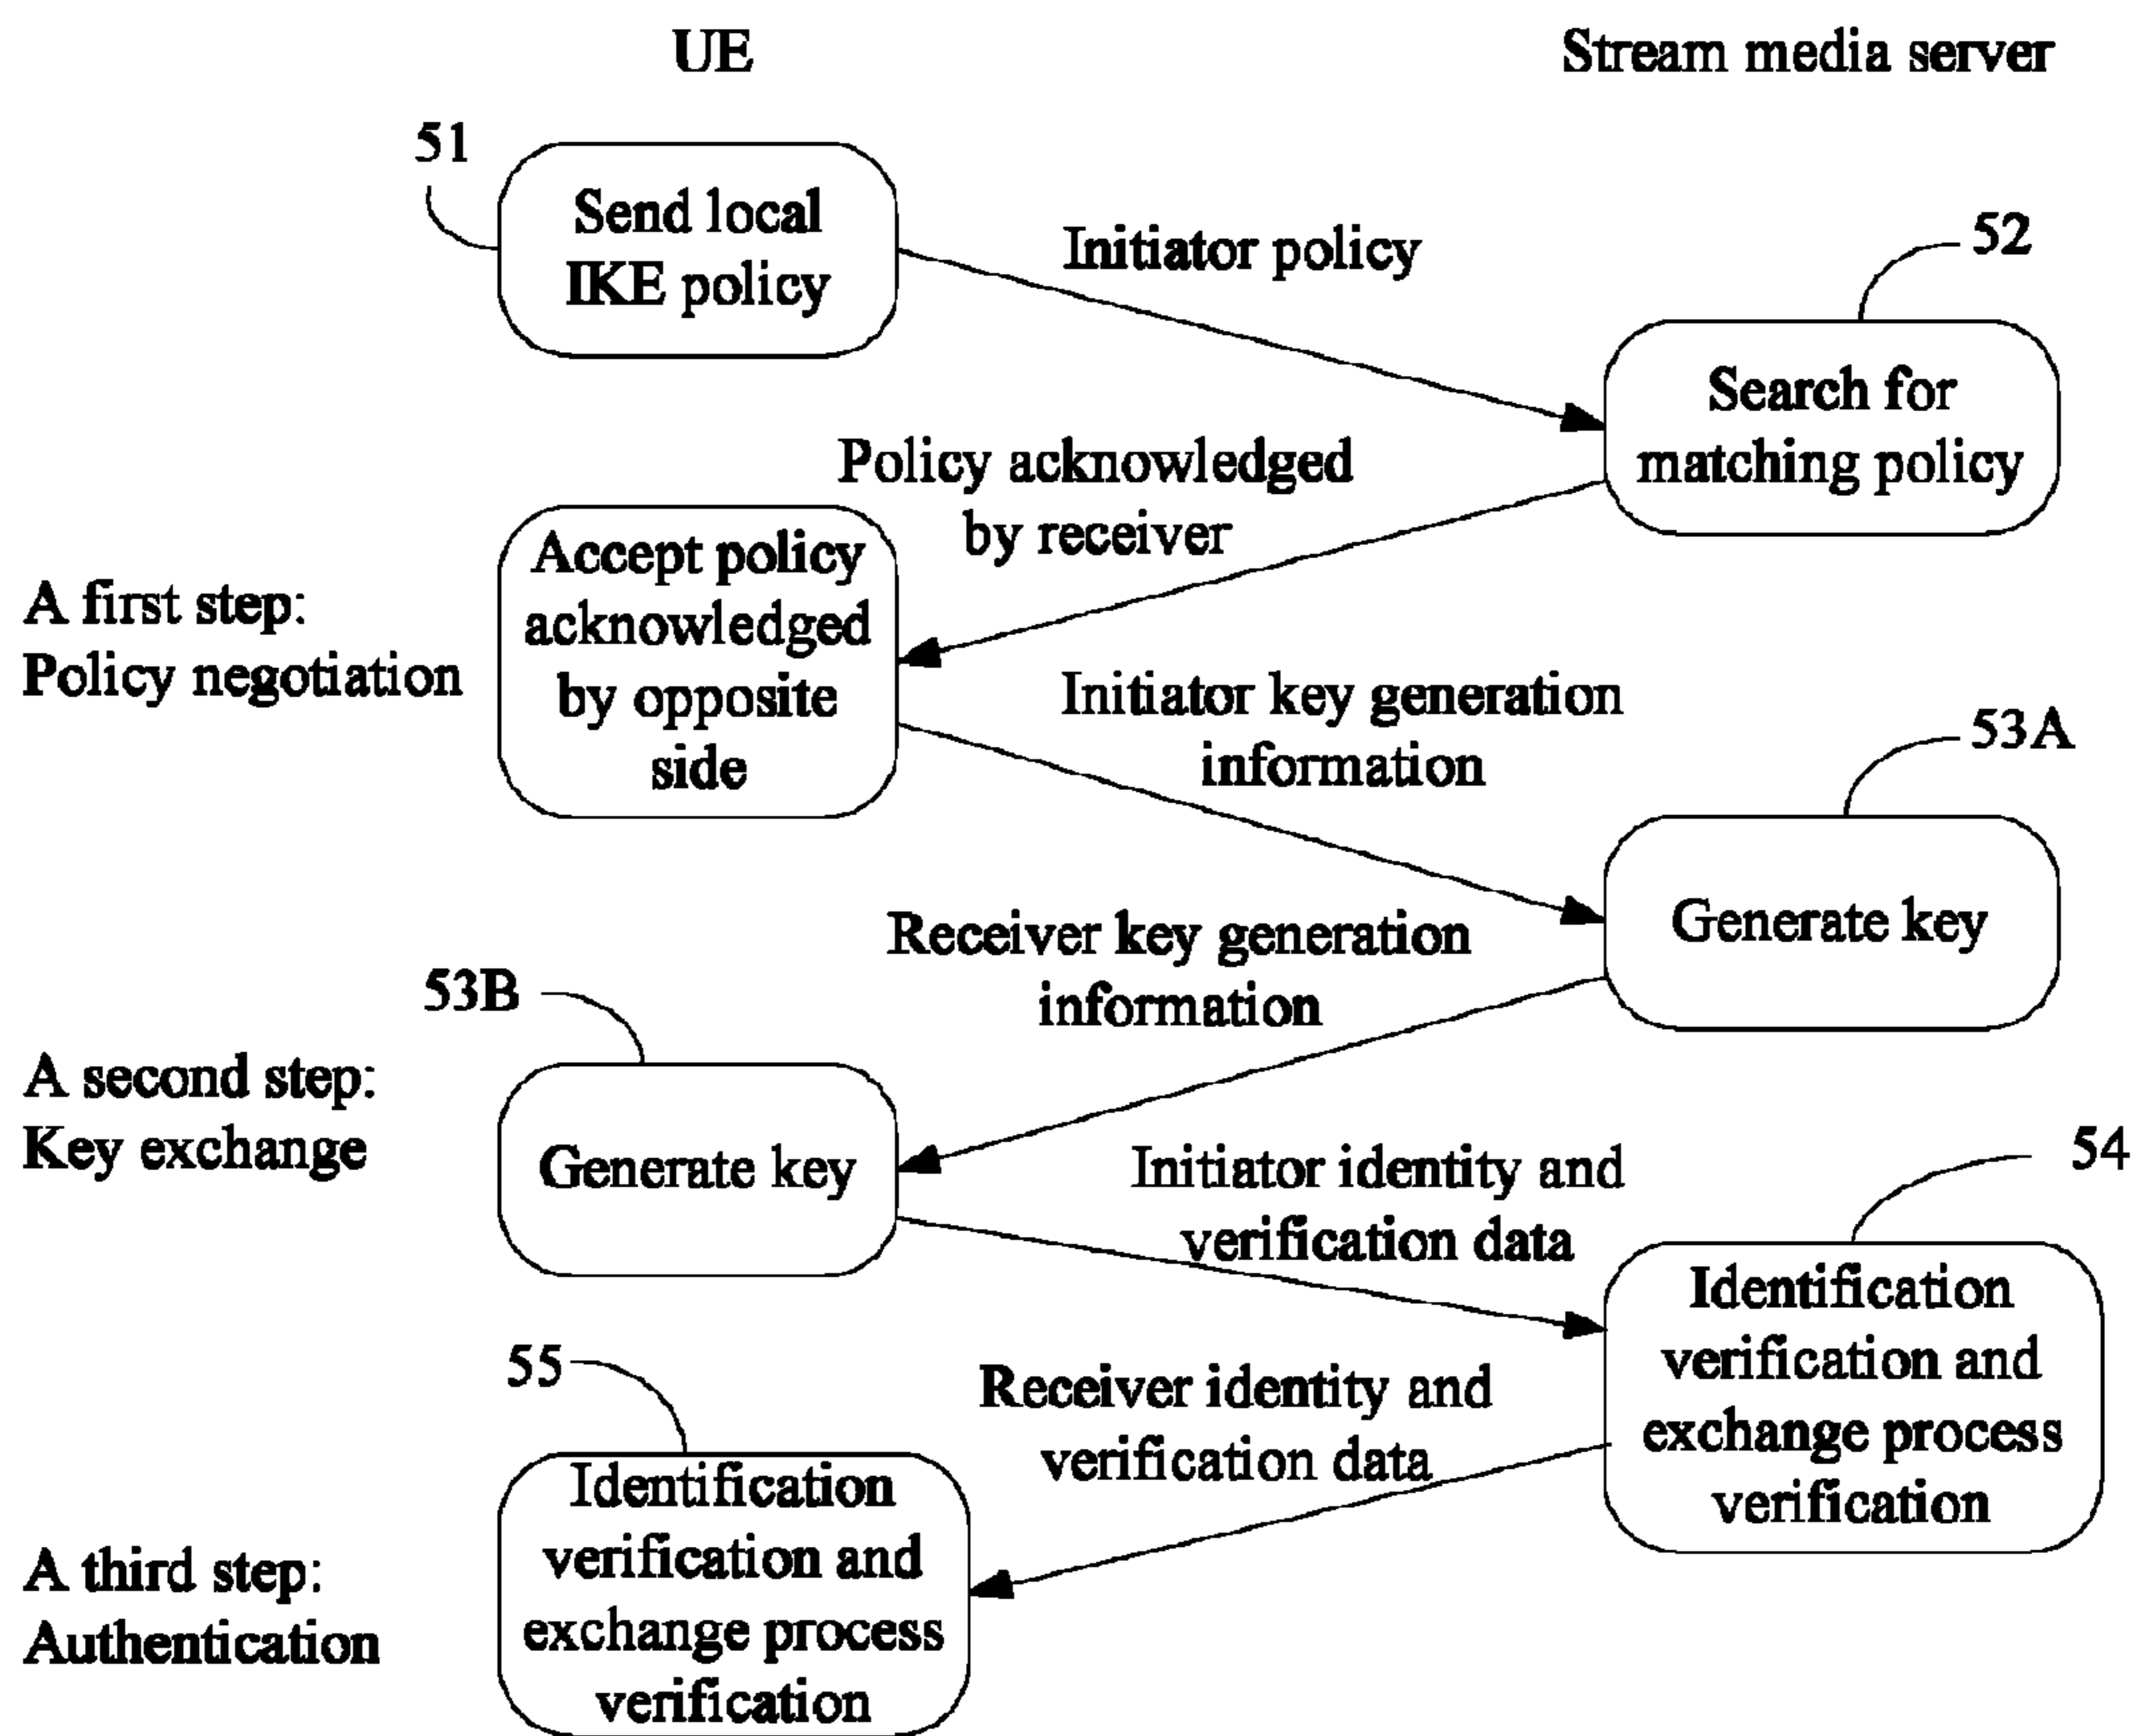 UE
Stream media server
51
Send local
IKE policy
Initiator policy
52
Search for
matching policy
Policy acknowledged
by receiver
Accept policy
acknowledged
by opposite
side
A first step:
Policy negotiation
Initiator key generation
information
53A
Generate key
Receiver key generation
information
53B
A second step:
Key exchange
Generate key
Initiator identity and
verification data
54
Identification
verification and
exchange process
verification
55
Receiver identity and
verification data
Identification
verification and
exchange process
verification
A third step:
Authentication